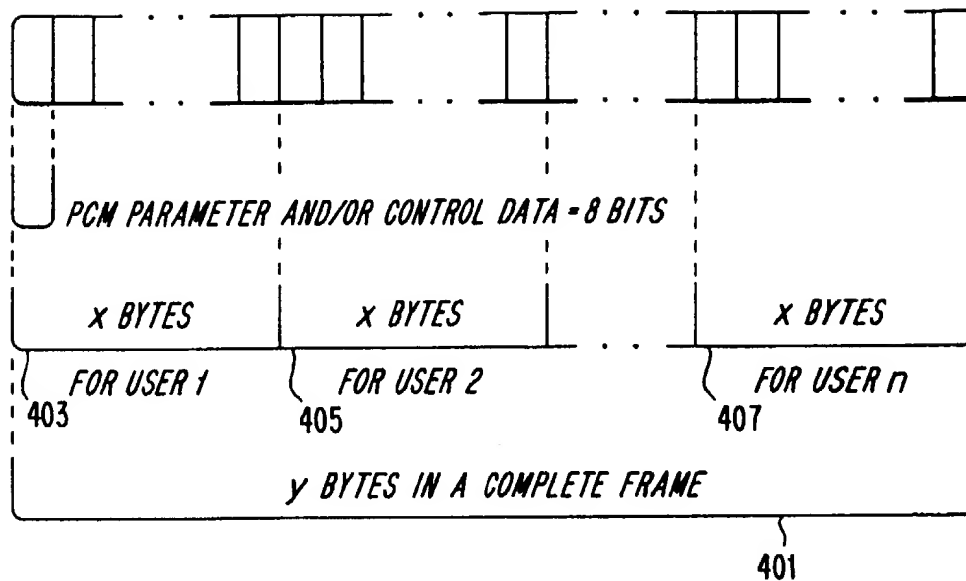 PCM PARAMETER AND/OR CONTROL DATA = 8 BITS
x BYTES x BYTES x BYTES
FOR USER 1 FOR USER 2 FOR USER n
403 405 407
y BYTES IN A COMPLETE FRAME
401